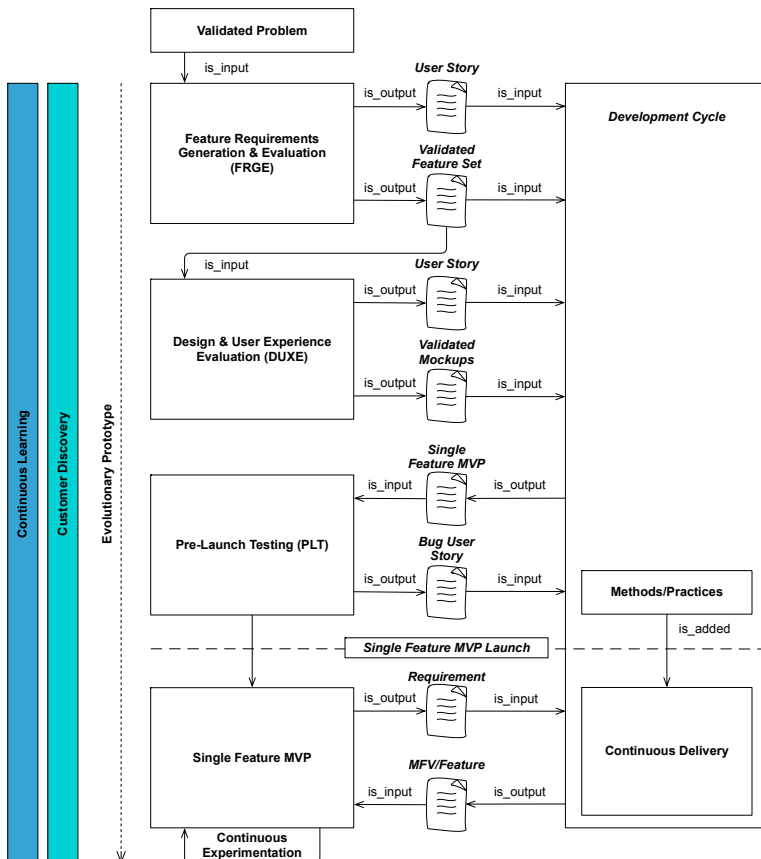 Validated Problem
is_input
User Story
is_output
is_input
Feature Requirements
Generation & Evaluation
(FRGE)
Development Cycle
Validated
Feature Set
is_output
is_input
is_input
User Story
is_output
is_input
Design & User Experience
Evaluation (DUXE)
Validated
Mockups
is_output
is_input
Continuous Learning
Customer Discovery
Evolutionary Prototype
Single
Feature MVP
is_input
is_output
Pre-Launch Testing (PLT)
Bug User
Story
is_output
is_input
Methods/Practices
is_added
Single Feature MVP Launch
Requirement
is_output
is_input
Single Feature MVP
Continuous Delivery
MFV/Feature
is_input
is_output
Continuous
Experimentation